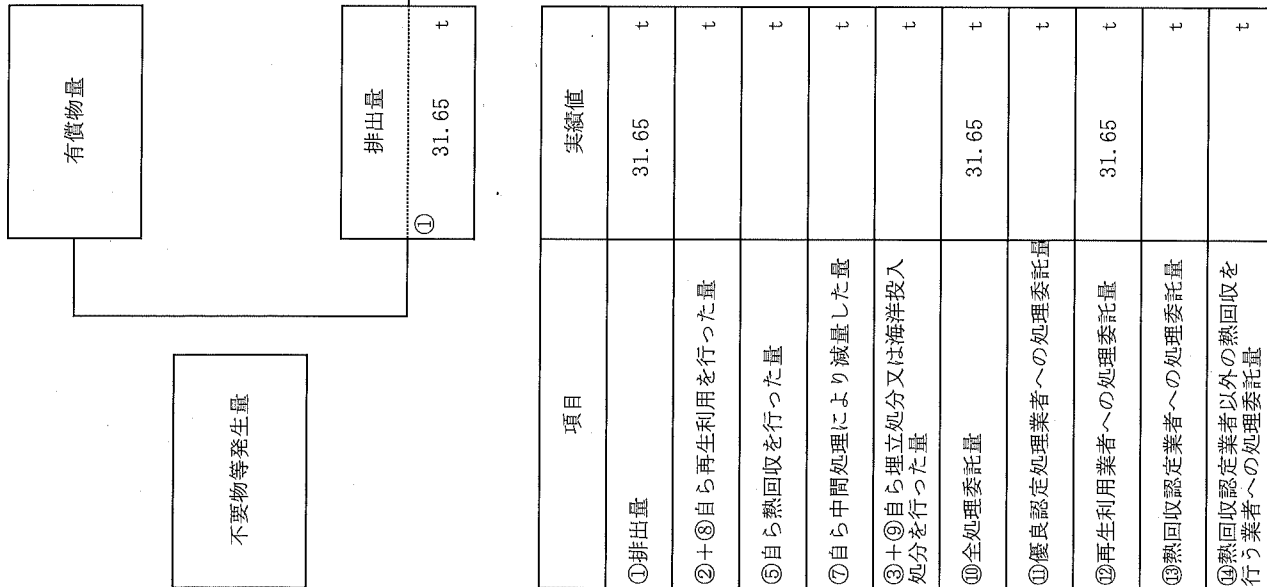 有償物量
不要物等発生量
排出量
① 31.65 t
項目 実績値
①排出量 31.65 t
②+⑧自ら再生利用を行った量 t
⑤自ら熱回収を行った量 t
⑦自ら中間処理により減量した量 t
③+⑨自ら埋立処分又は海洋投入
処分を行った量 t
⑩全処理委託量 31.65 t
⑪優良認定処理業者への処理委託量 t
⑫再生利用業者への処理委託量 31.65 t
⑬熱回収認定業者への処理委託量 t
⑭熱回収認定業者以外の熱回収を
行う業者への処理委託量 t